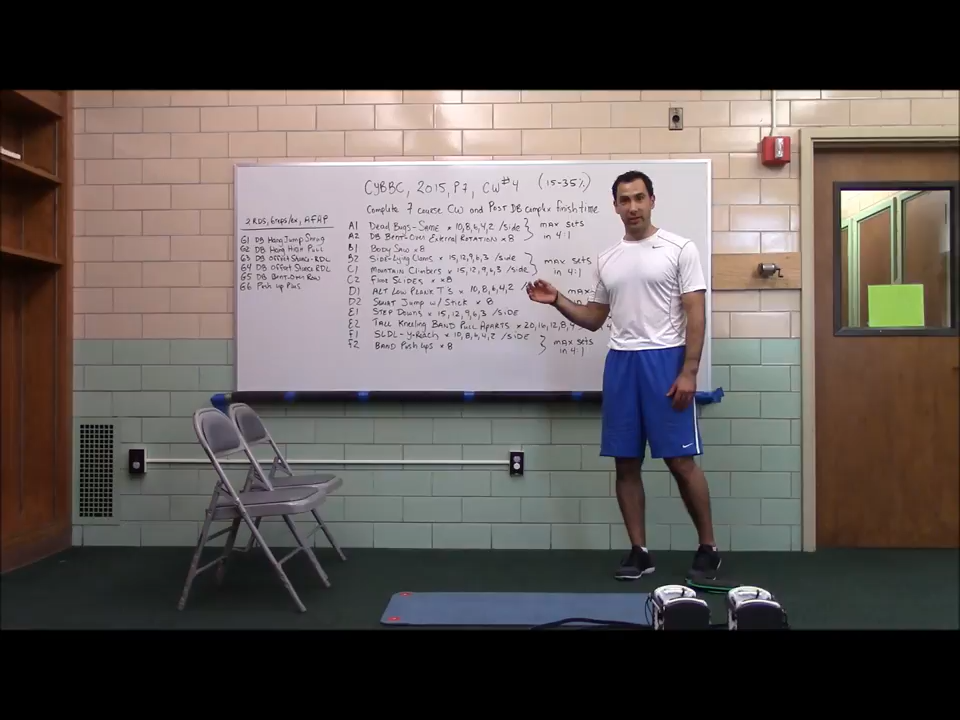 CYBBC, 2015, P7, CW #4 (15-35%)
Complete 7 course CW and Post DB complex finish time
2 RDS, 6 reps/ex, AFAP
G1 DB Hang Jump Shrug
G2 DB Hang High Pull
G3 DB Offset Stance RDL
G4 DB Offset Stance RDL
G5 DB Bent-Over Row
G6 Push up Plus
A1 Dead Bugs - Same × 10,8,6,4,2 /side
A2 DB Bent-Over External Rotation × 8
max sets
in 4:1
B1 Body Saw × 8
B2 Side-Lying Clams × 15,12,9,6,3 /side
C1 Mountain Climbers × 15,12,9,6,3 /side
C2 Slides × 8
max sets
in 4:1
D1 Alt Low Plank T's × 10,8,6,4,2
D2 Squat Jump w/ Stick × 8
max
E1 Step Downs × 15,12,9,6,3 /side
E2 Tall Kneeling Band Pull Aparts × 20,16,12,8,4
F1 SLDL-Y-Reach × 10,8,6,4,2 /side
F2 Band Push Ups × 8
max sets
in 4:1